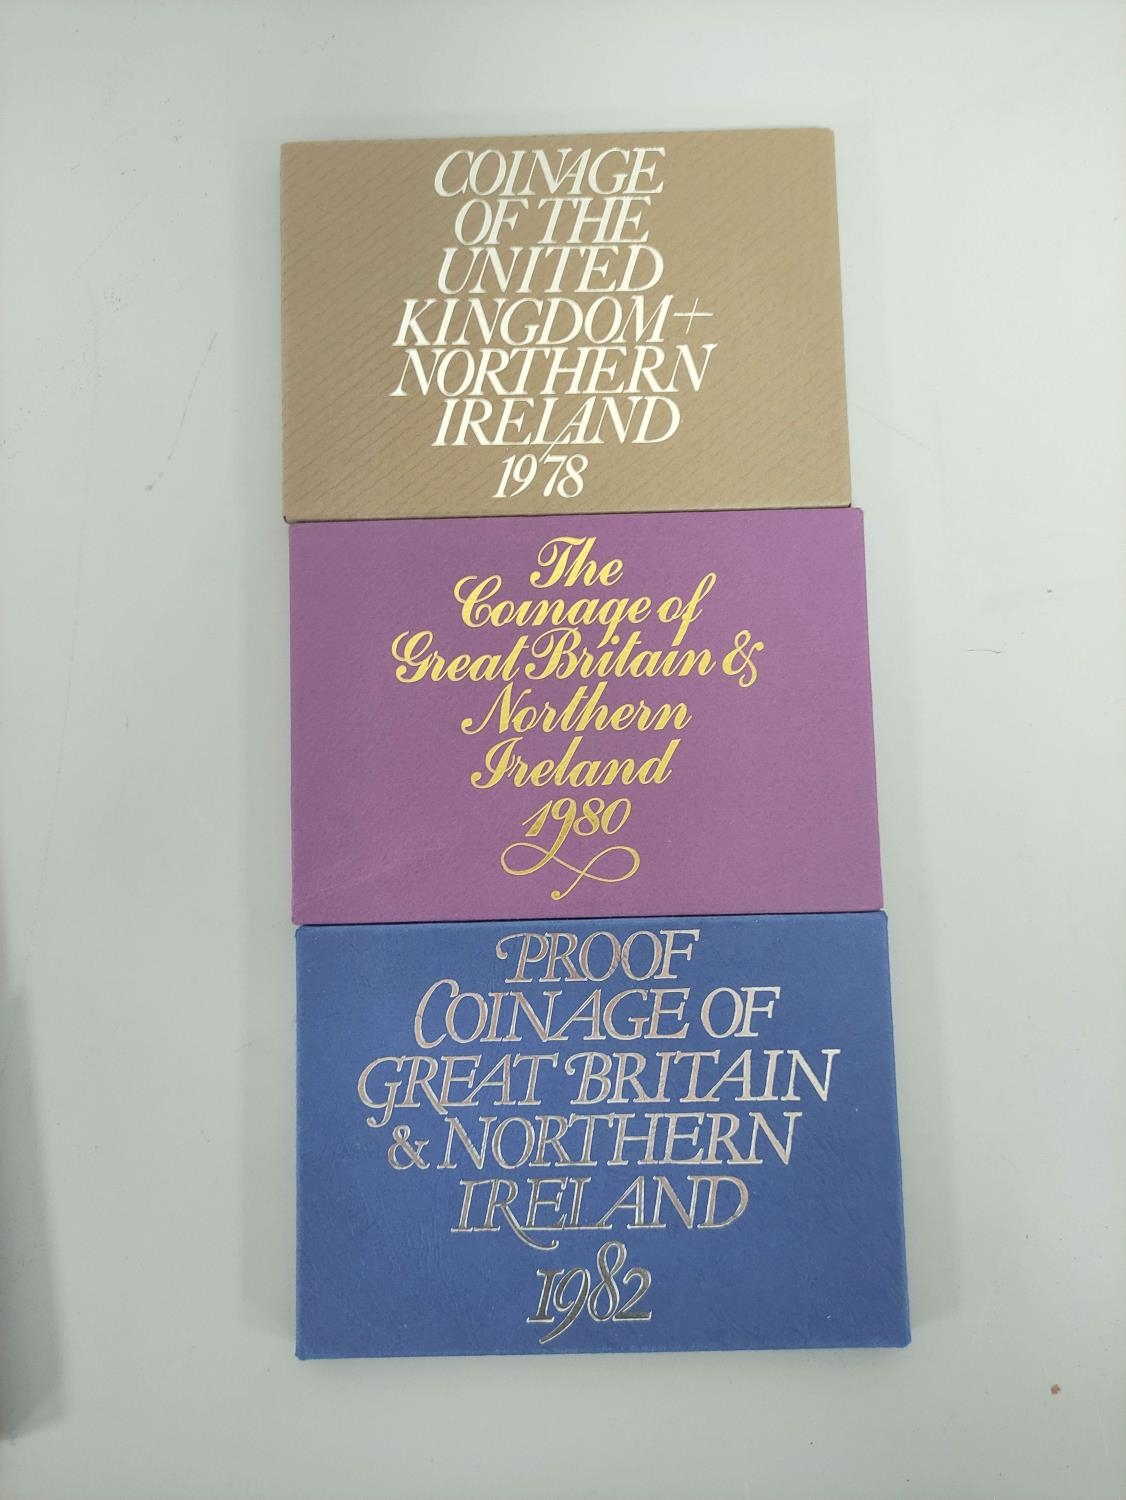 COINAGE
OF THE
UNITED
KINGDOM +
NORTHERN
IRELAND
1978
The
Coinage of
Great Britain &
Northern
Ireland
1980
PROOF
COINAGE OF
GREAT BRITAIN
& NORTHERN
IRELAND
1982